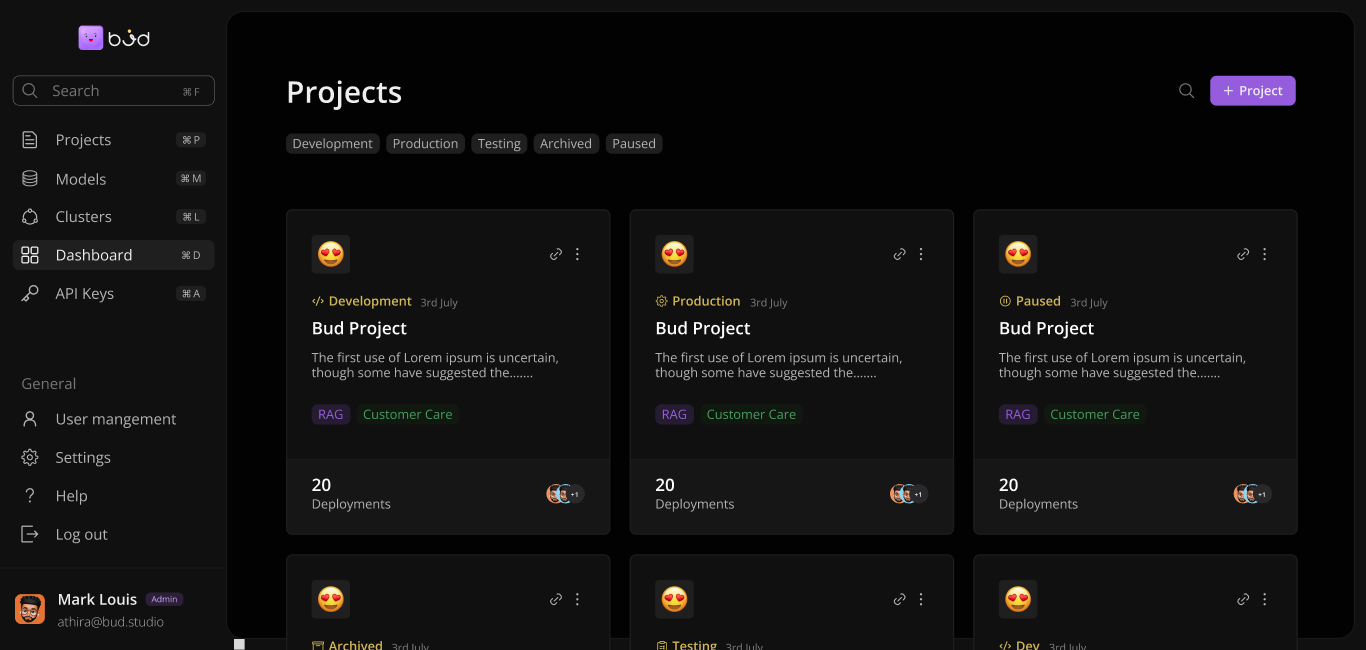 bud
Search ⌘ F
Projects ⌘ P
Models ⌘ M
Clusters ⌘ L
Dashboard ⌘ D
API Keys ⌘ A
General
User mangement
Settings
Help
Log out
Mark Louis Admin
athira@bud.studio
Projects
+ Project
Development Production Testing Archived Paused
</> Development 3rd July
Bud Project
The first use of Lorem ipsum is uncertain,
though some have suggested the.......
RAG Customer Care
20
Deployments
+1
Production 3rd July
Bud Project
The first use of Lorem ipsum is uncertain,
though some have suggested the.......
RAG Customer Care
20
Deployments
+1
Paused 3rd July
Bud Project
The first use of Lorem ipsum is uncertain,
though some have suggested the.......
RAG Customer Care
20
Deployments
+1
Archived 3rd July
Testing 3rd July
</> Dev 3rd July